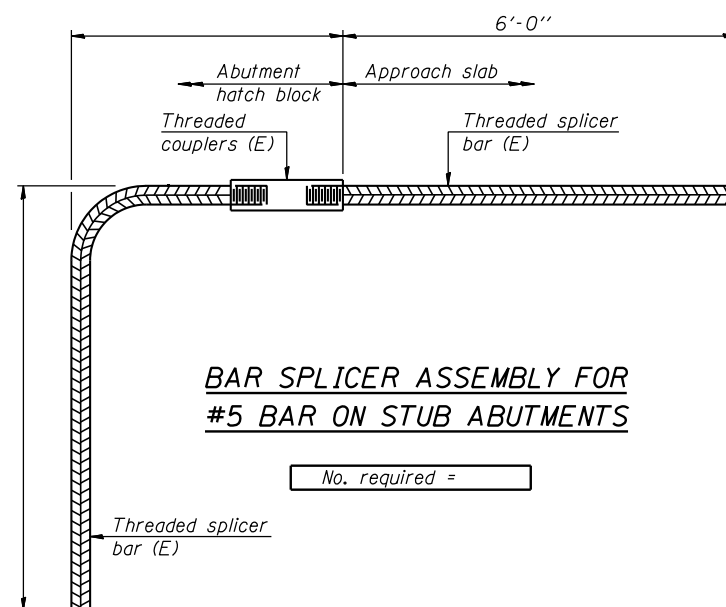 6'-0''
Abutment
hatch block
Approach slab
Threaded
couplers (E)
Threaded splicer
bar (E)
BAR SPLICER ASSEMBLY FOR
#5 BAR ON STUB ABUTMENTS
No. required =
Threaded splicer
bar (E)